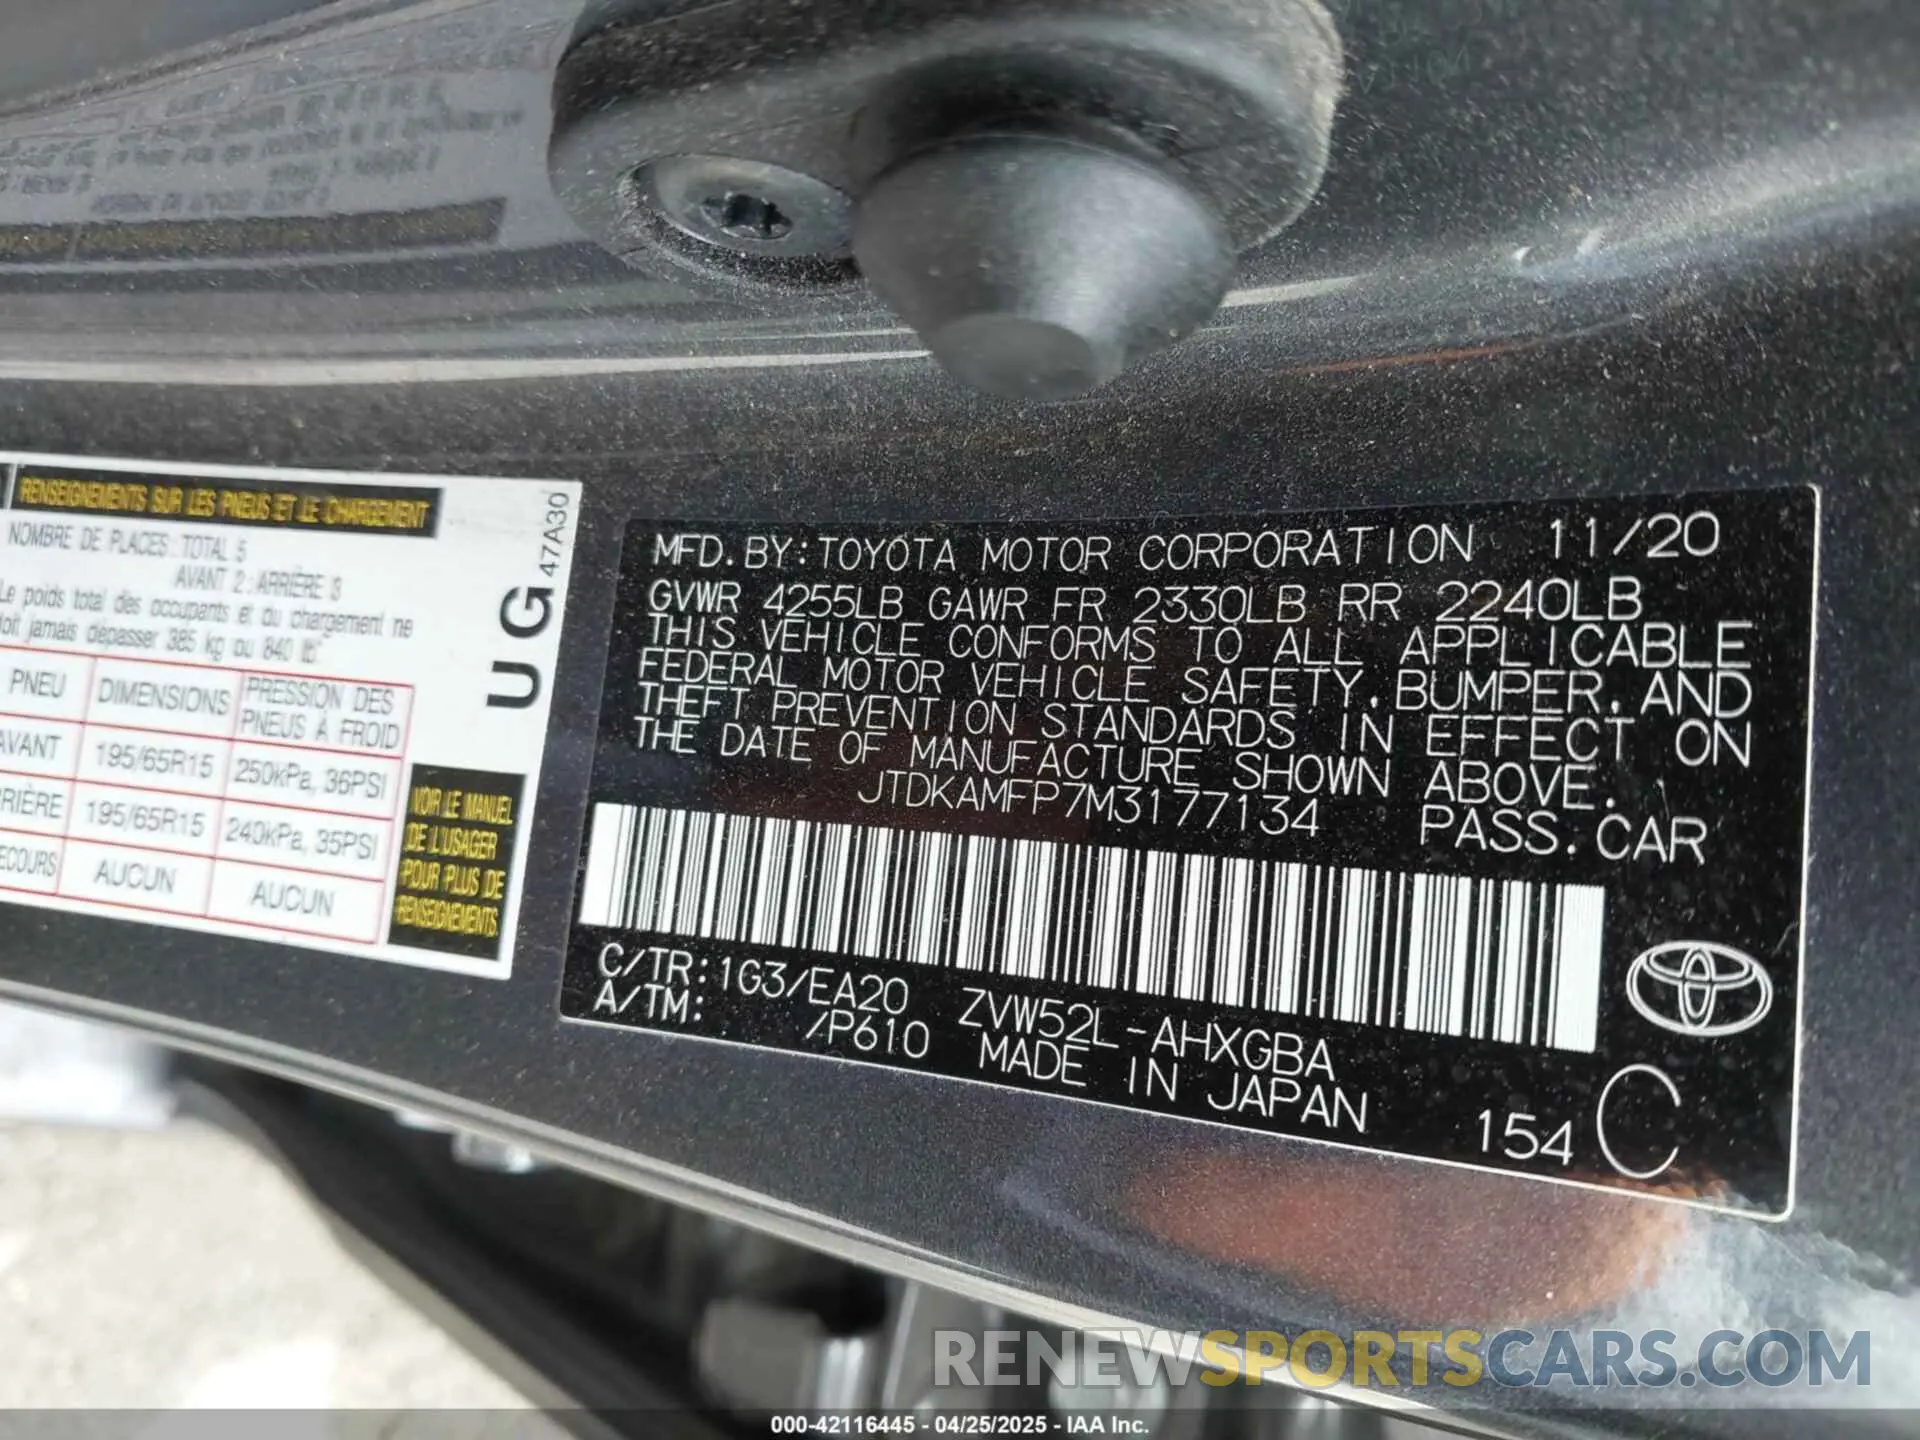 RENSEIGNEMENTS SUR LES PNEUS ET LE CHARGEMENT
NOMBRE DE PLACES: TOTAL 5
AVANT 2: ARRIÈRE 3
Le poids total des occupants et du chargement ne
doit jamais dépasser 385 kg ou 840 lb
PNEU DIMENSIONS PRESSION DES
PNEUS À FROID
AVANT 195/65R15 250kPa, 36PSI
RRIÈRE 195/65R15 240kPa, 35PSI
ECOURS AUCUN AUCUN
VOIR LE MANUEL
DE L'USAGER
POUR PLUS DE
RENSEIGNEMENTS.
UG
47A30
MFD. BY: TOYOTA MOTOR CORPORATION 11/20
GVWR 4255LB GAWR FR 2330LB RR 2240LB
THIS VEHICLE CONFORMS TO ALL APPLICABLE
FEDERAL MOTOR VEHICLE SAFETY, BUMPER, AND
THEFT PREVENTION STANDARDS IN EFFECT ON
THE DATE OF MANUFACTURE SHOWN ABOVE.
JTDKAMFP7M3177134 PASS. CAR
C/TR: 1G3/EA20 ZVW52L-AHXGBA
A/TM: /P610 MADE IN JAPAN
154 C
RENEWSPORTSCARS.COM
000-42116445 - 04/25/2025 - IAA Inc.